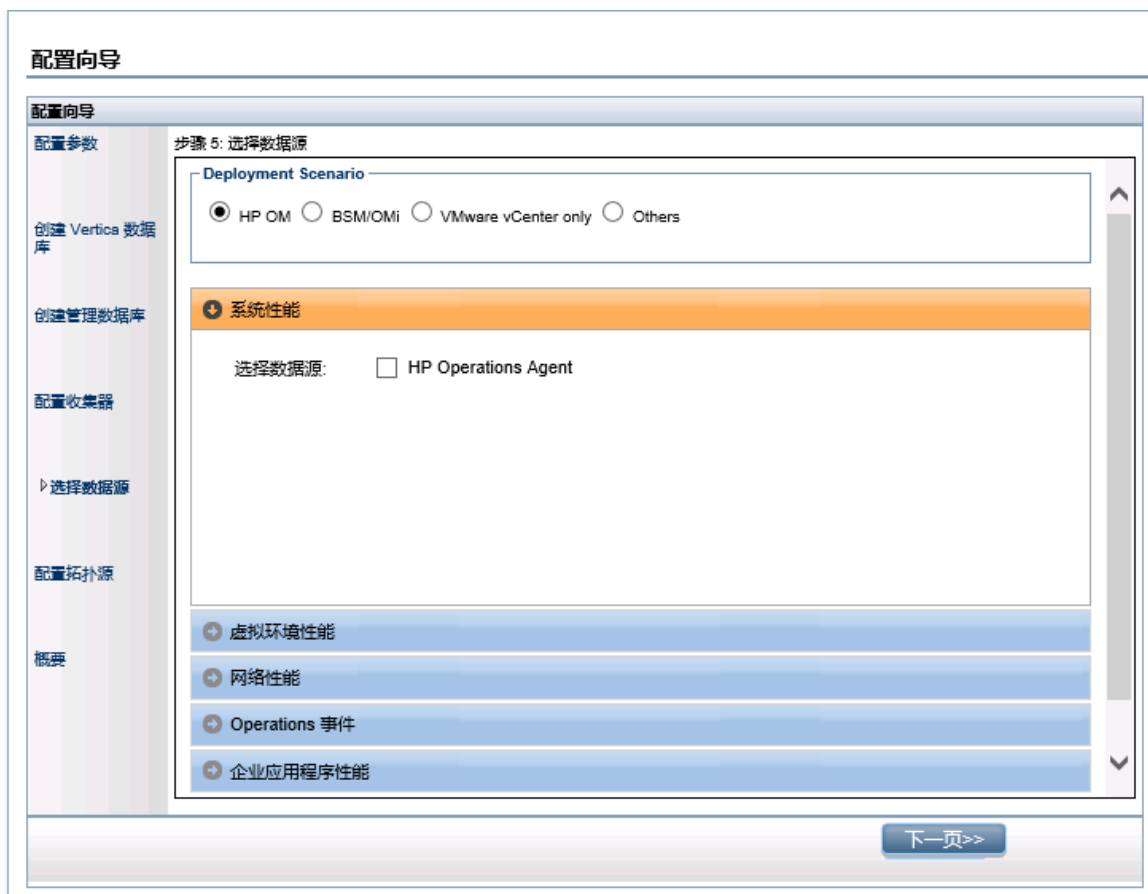 配置向导
配置向导
配置参数
创建 Vertica 数据
库
创建管理数据库
配置收集器
选择数据源
配置拓扑源
概要
步骤 5: 选择数据源
Deployment Scenario
HP OM BSM/OMi VMware vCenter only Others
系统性能
选择数据源: HP Operations Agent
虚拟环境性能
网络性能
Operations 事件
企业应用程序性能
下一页>>